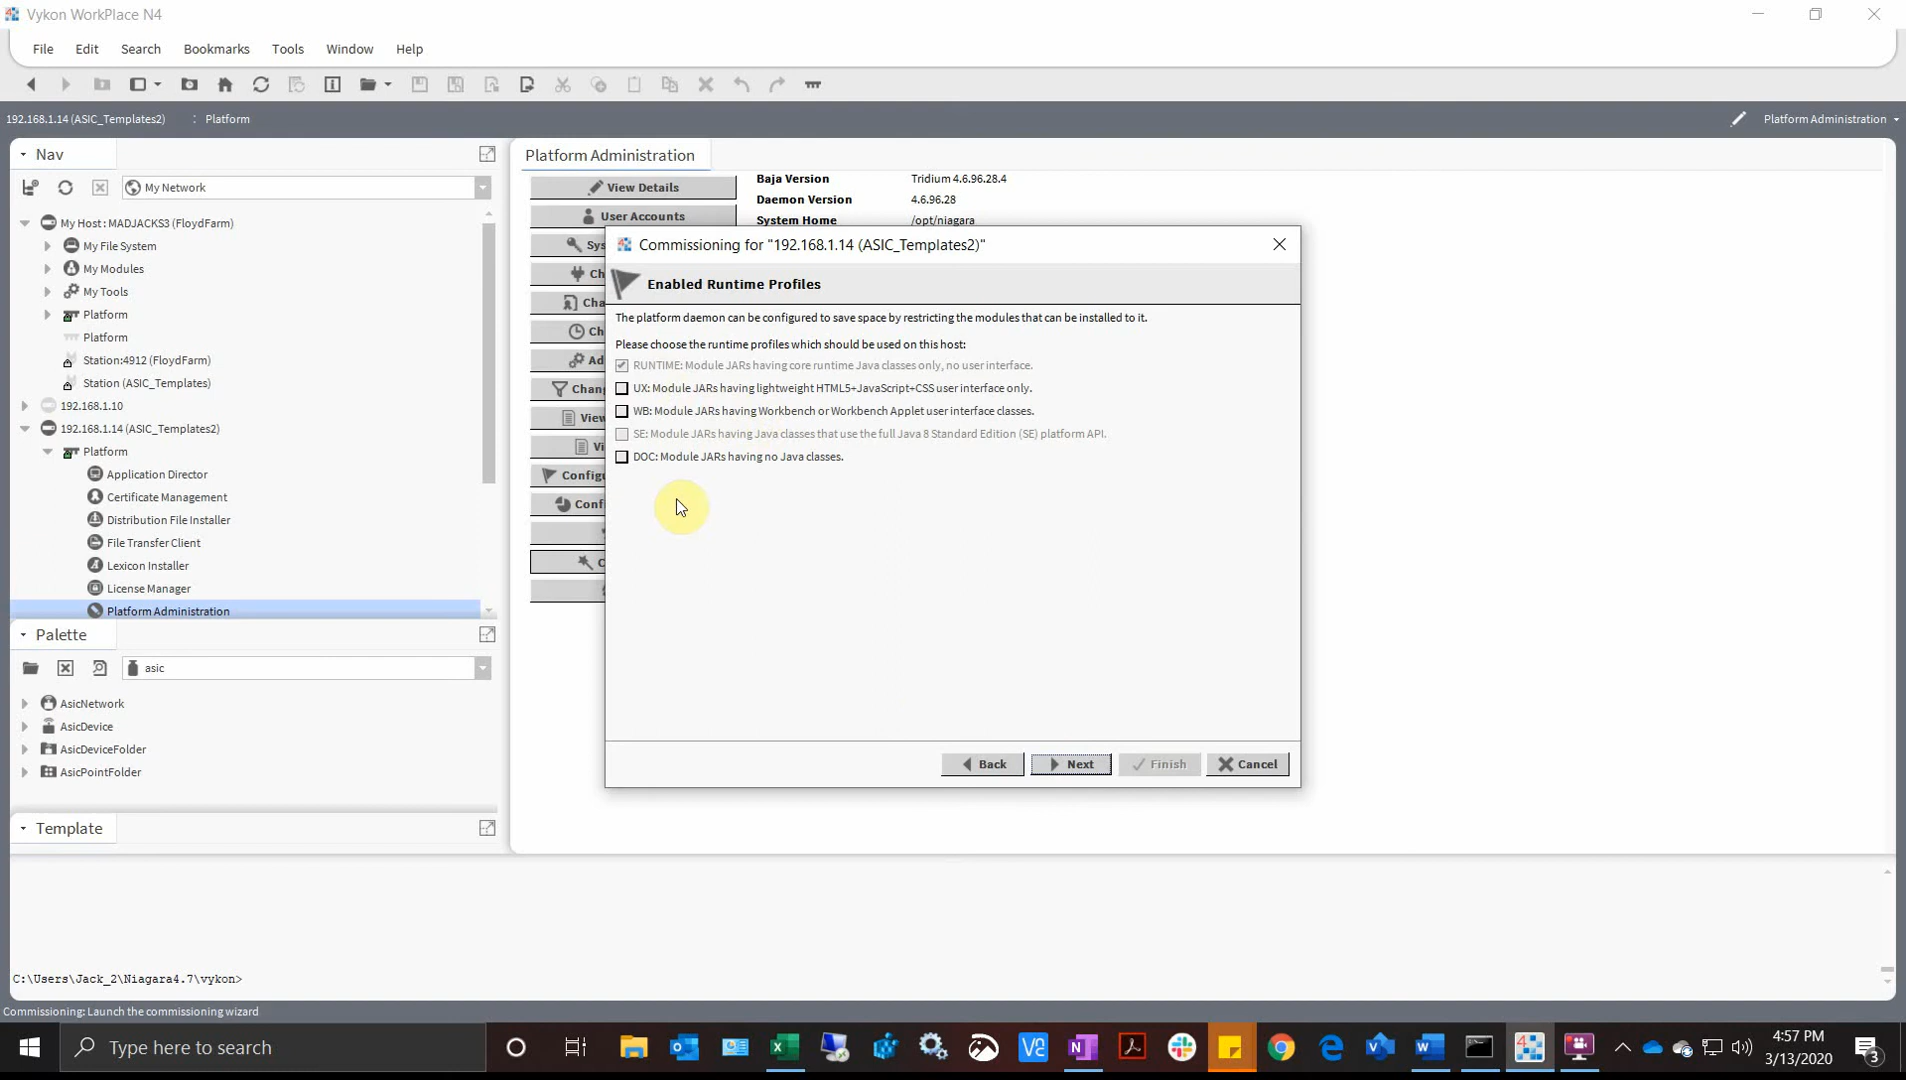 Vykon WorkPlace N4
File Edit Search Bookmarks Tools Window Help
192.168.1.14 (ASIC_Templates2) : Platform
Platform Administration
Nav
My Network
My Host : MADJACKS3 (FloydFarm)
My File System
My Modules
My Tools
Platform
Platform
Station:4912 (FloydFarm)
Station (ASIC_Templates)
192.168.1.10
192.168.1.14 (ASIC_Templates2)
Platform
Application Director
Certificate Management
Distribution File Installer
File Transfer Client
Lexicon Installer
License Manager
Platform Administration
Palette
asic
AsicNetwork
AsicDevice
AsicDeviceFolder
AsicPointFolder
Template
Platform Administration
View Details
User Accounts
Sys
Ch
Cha
Ch
Ad
Chang
View
Vi
Configu
Confi
C
Baja Version Tridium 4.6.96.28.4
Daemon Version 4.6.96.28
System Home /opt/niagara
Commissioning for "192.168.1.14 (ASIC_Templates2)"
Enabled Runtime Profiles
The platform daemon can be configured to save space by restricting the modules that can be installed to it.
Please choose the runtime profiles which should be used on this host:
RUNTIME: Module JARs having core runtime Java classes only, no user interface.
UX: Module JARs having lightweight HTML5+JavaScript+CSS user interface only.
WB: Module JARs having Workbench or Workbench Applet user interface classes.
SE: Module JARs having Java classes that use the full Java 8 Standard Edition (SE) platform API.
DOC: Module JARs having no Java classes.
Back Next Finish Cancel
C:\Users\Jack_2\Niagara4.7\vykon>
Commissioning: Launch the commissioning wizard
Type here to search
4:57 PM
3/13/2020
3